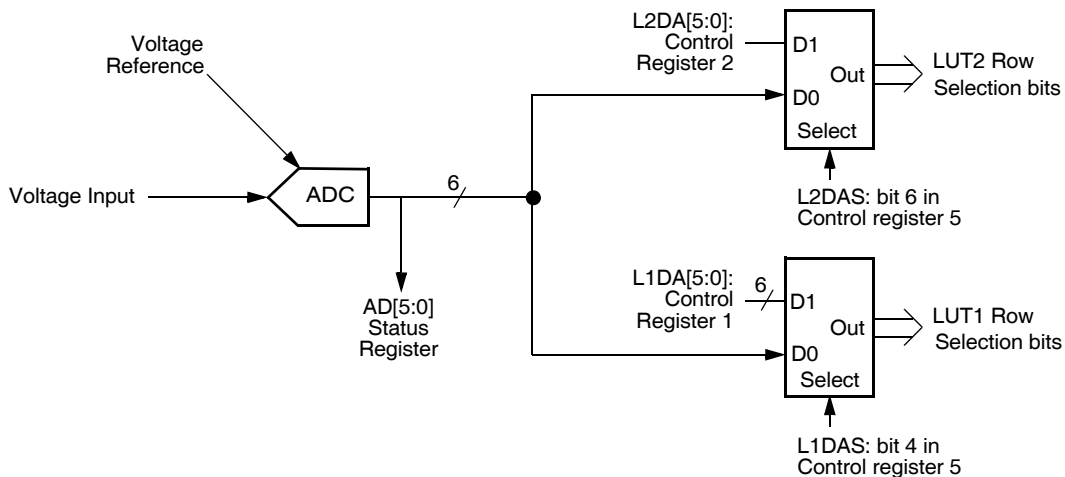 Voltage
Reference
Voltage Input
ADC
6
AD[5:0]
Status
Register
L2DA[5:0]:
Control
Register 2
D1
D0
Out
Select
LUT2 Row
Selection bits
L2DAS: bit 6 in
Control register 5
L1DA[5:0]:
Control
Register 1
6
D1
D0
Out
Select
LUT1 Row
Selection bits
L1DAS: bit 4 in
Control register 5